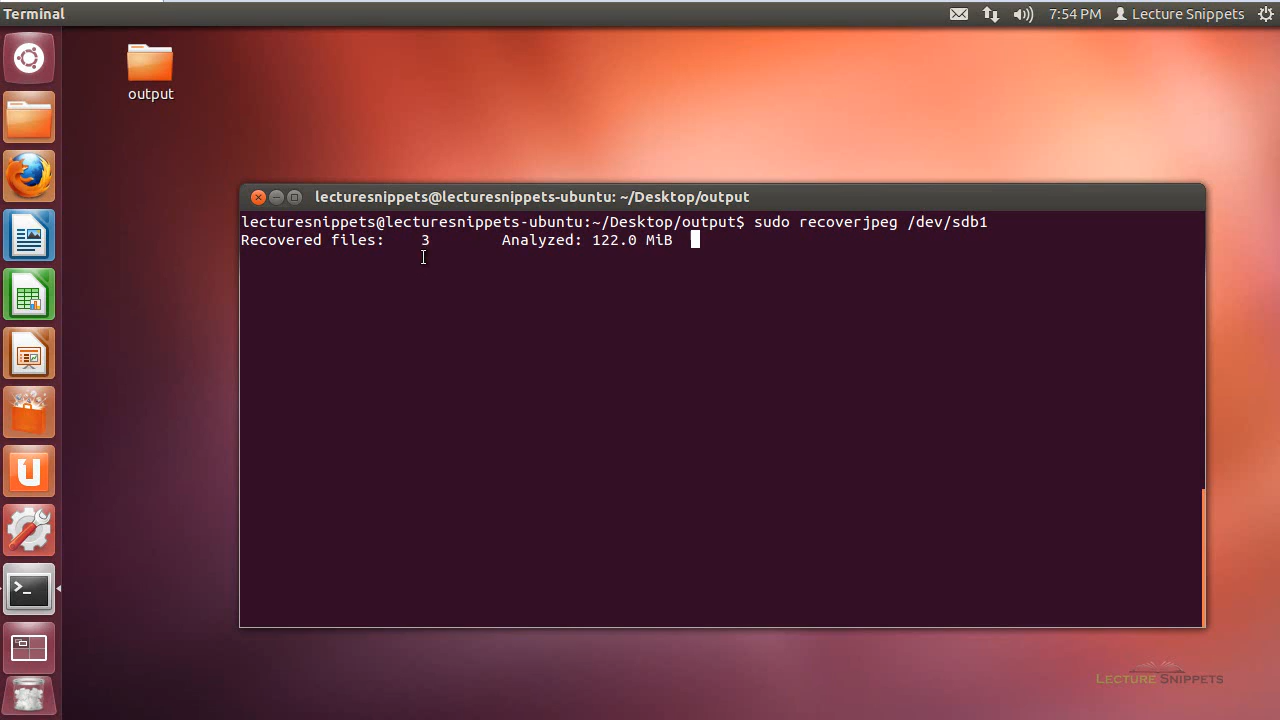 Terminal
7:54 PM Lecture Snippets
output
lecturesnippets@lecturesnippets-ubuntu: ~/Desktop/output
lecturesnippets@lecturesnippets-ubuntu:~/Desktop/output$ sudo recoverjpeg /dev/sdb1
Recovered files: 3 Analyzed: 122.0 MiB
>_
LECTURE SNIPPETS